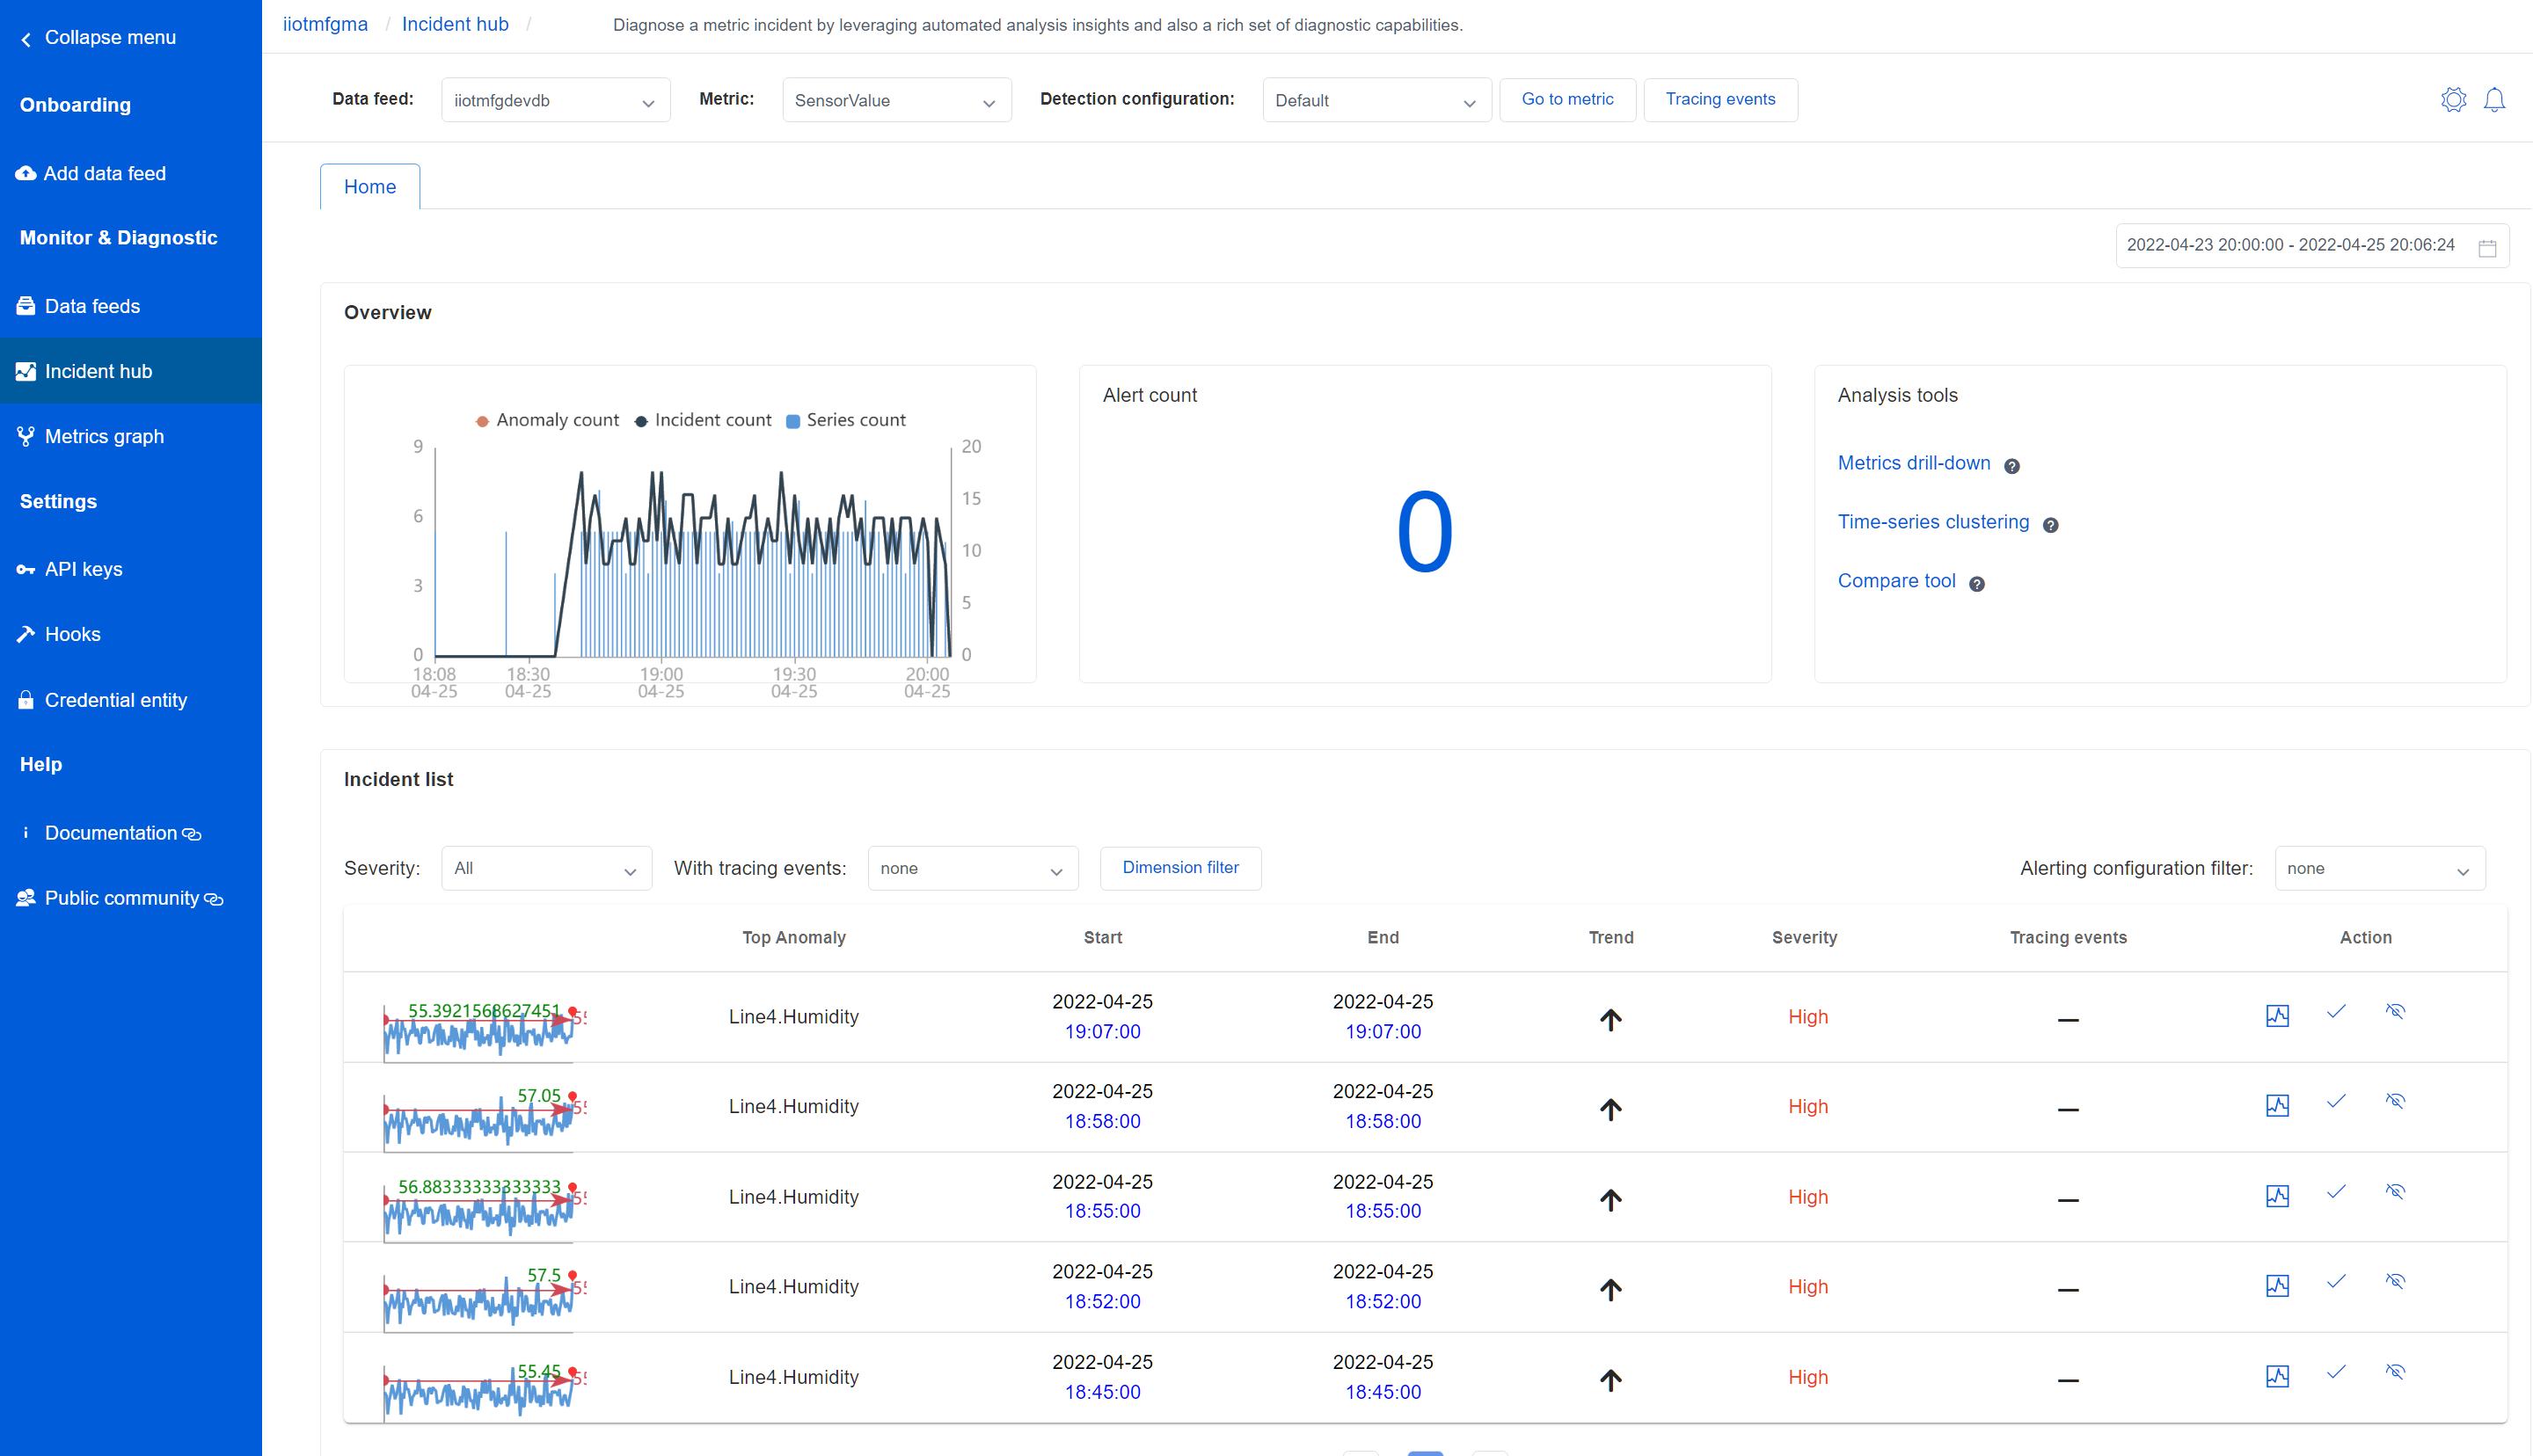 Collapse menu
Onboarding
Add data feed
Monitor & Diagnostic
Data feeds
Incident hub
Metrics graph
Settings
API keys
Hooks
Credential entity
Help
Documentation
Public community
iiotmfgma / Incident hub / Diagnose a metric incident by leveraging automated analysis insights and also a rich set of diagnostic capabilities.
Data feed: iiotmfgdevdb Metric: SensorValue Detection configuration: Default Go to metric Tracing events
Home
2022-04-23 20:00:00 - 2022-04-25 20:06:24
Overview
Anomaly count Incident count Series count
9 20
15
6
10
3
5
0 0
18:08 18:30 19:00 19:30 20:00
04-25 04-25 04-25 04-25 04-25
Alert count
0
Analysis tools
Metrics drill-down ?
Time-series clustering ?
Compare tool ?
Incident list
Severity: All With tracing events: none Dimension filter Alerting configuration filter: none
Top Anomaly Start End Trend Severity Tracing events Action
55.3921568627451 55 Line4.Humidity 2022-04-25 2022-04-25 High
19:07:00 19:07:00
57.05 55 Line4.Humidity 2022-04-25 2022-04-25 High
18:58:00 18:58:00
56.88333333333333 55 Line4.Humidity 2022-04-25 2022-04-25 High
18:55:00 18:55:00
57.5 55 Line4.Humidity 2022-04-25 2022-04-25 High
18:52:00 18:52:00
55.45 55 Line4.Humidity 2022-04-25 2022-04-25 High
18:45:00 18:45:00